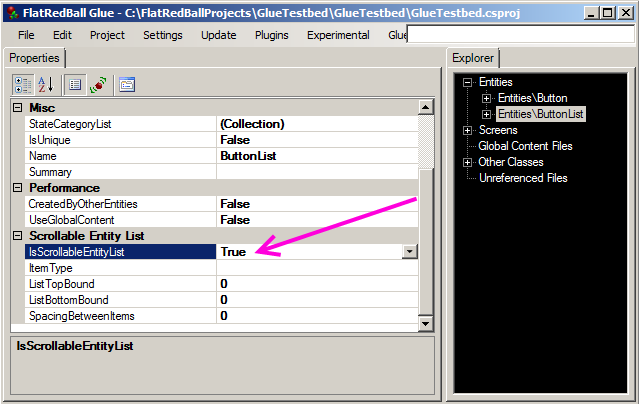 FlatRedBall Glue - C:\FlatRedBallProjects\GlueTestbed\GlueTestbed\GlueTestbed.csproj
File Edit Project Settings Update Plugins Experimental Glue
Properties
Misc
StateCategoryList (Collection)
IsUnique False
Name ButtonList
Summary
Performance
CreatedByOtherEntities False
UseGlobalContent False
Scrollable Entity List
IsScrollableEntityList True
ItemType
ListTopBound 0
ListBottomBound 0
SpacingBetweenItems 0
IsScrollableEntityList
Explorer
Entities
Entities\Button
Entities\ButtonList
Screens
Global Content Files
Other Classes
Unreferenced Files